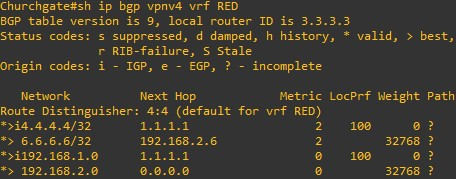 Churchgate#sh ip bgp vpnv4 vrf RED
BGP table version is 9, local router ID is 3.3.3.3
Status codes: s suppressed, d damped, h history, * valid, > best,
              r RIB-failure, S Stale
Origin codes: i - IGP, e - EGP, ? - incomplete

   Network          Next Hop            Metric LocPrf Weight Path
Route Distinguisher: 4:4 (default for vrf RED)
*>i4.4.4.4/32       1.1.1.1                  2    100      0 ?
*> 6.6.6.6/32       192.168.2.6              2         32768 ?
*>i192.168.1.0      1.1.1.1                  0    100      0 ?
*> 192.168.2.0      0.0.0.0                  0         32768 ?